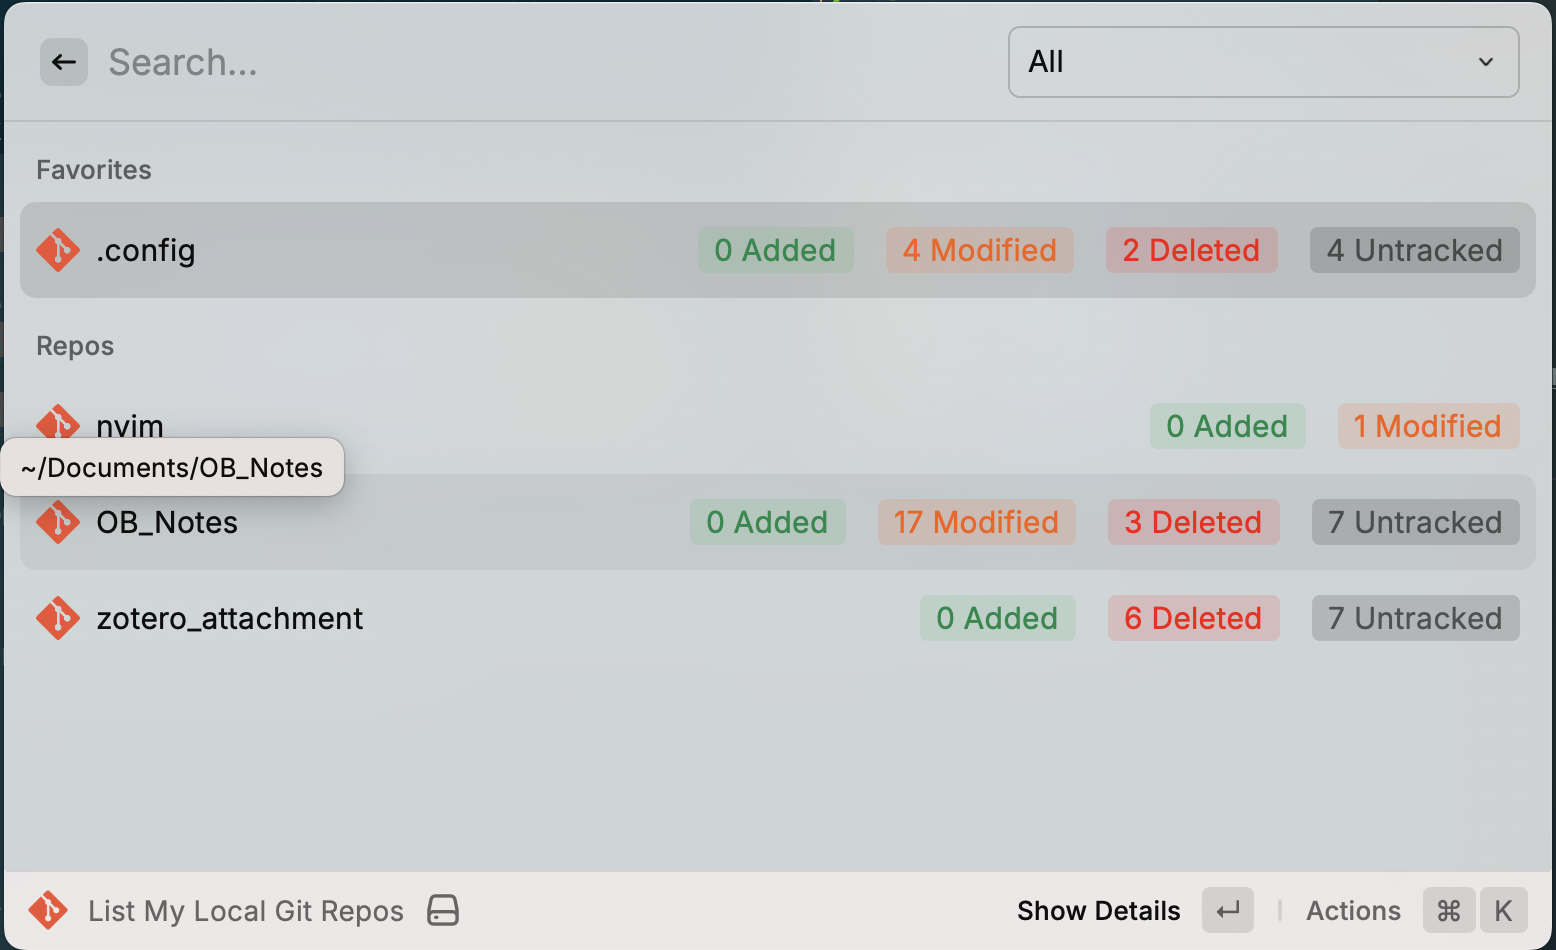 Search...
All
Favorites
.config 0 Added 4 Modified 2 Deleted 4 Untracked
Repos
nvim 0 Added 1 Modified
~/Documents/OB_Notes
OB_Notes 0 Added 17 Modified 3 Deleted 7 Untracked
zotero_attachment 0 Added 6 Deleted 7 Untracked
List My Local Git Repos Show Details Actions ⌘ K